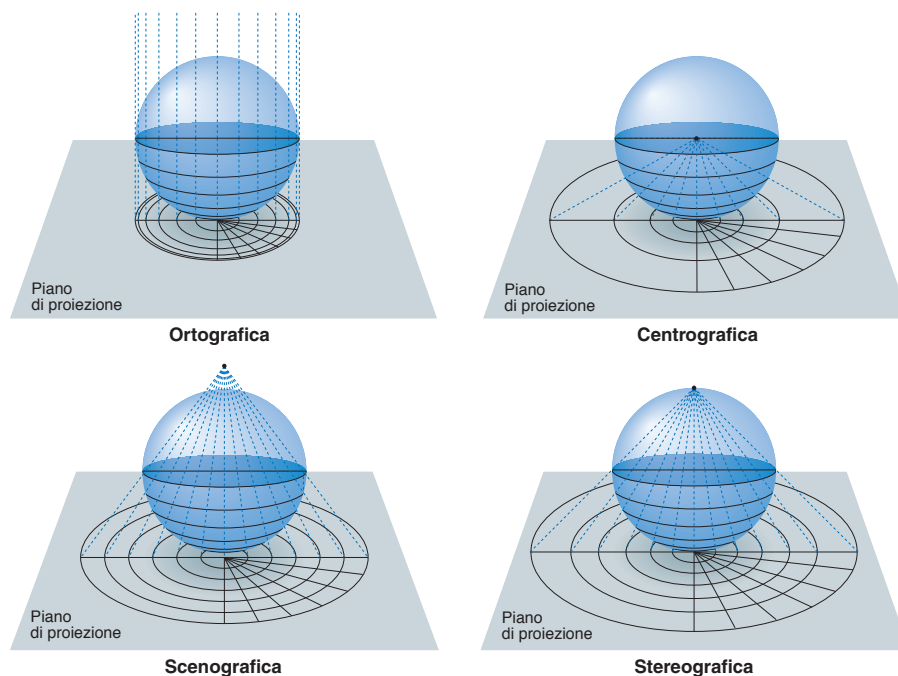 Piano
di proiezione
Ortografica
Piano
di proiezione
Centrografica
Piano
di proiezione
Scenografica
Piano
di proiezione
Stereografica